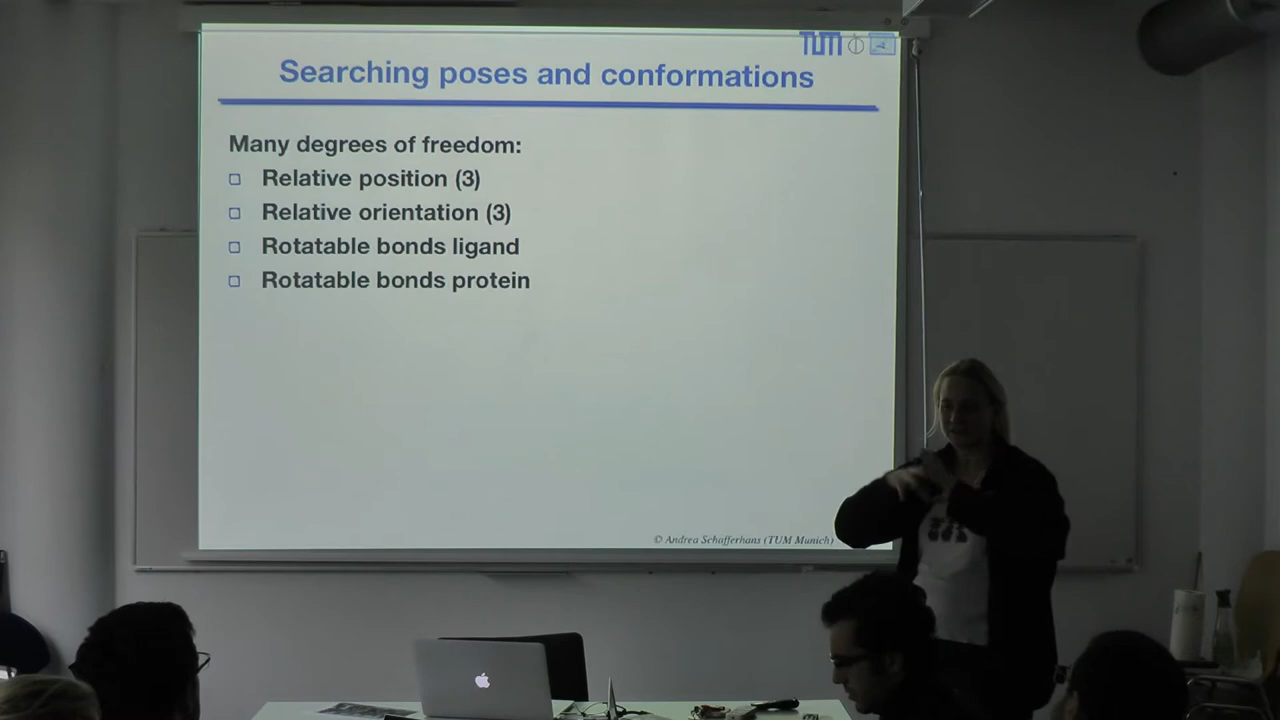 TUM
Searching poses and conformations
Many degrees of freedom:
Relative position (3)
Relative orientation (3)
Rotatable bonds ligand
Rotatable bonds protein
© Andrea Schafferhans (TUM Munich)